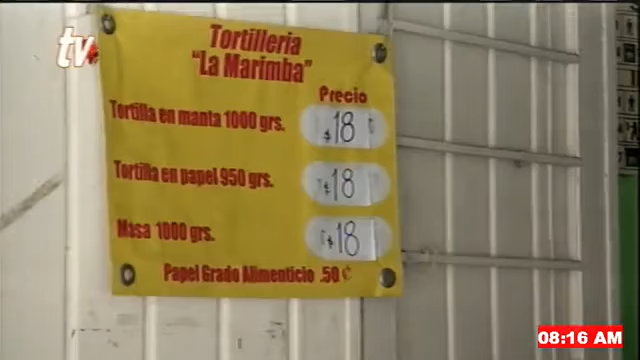 tv
Tortilleria
"La Marimba"
Precio
Tortilla en manta 1000 grs. $18
Tortilla en papel 950 grs. $18
Masa 1000 grs. $18
Papel Grado Alimenticio .50 ¢
08:16 AM